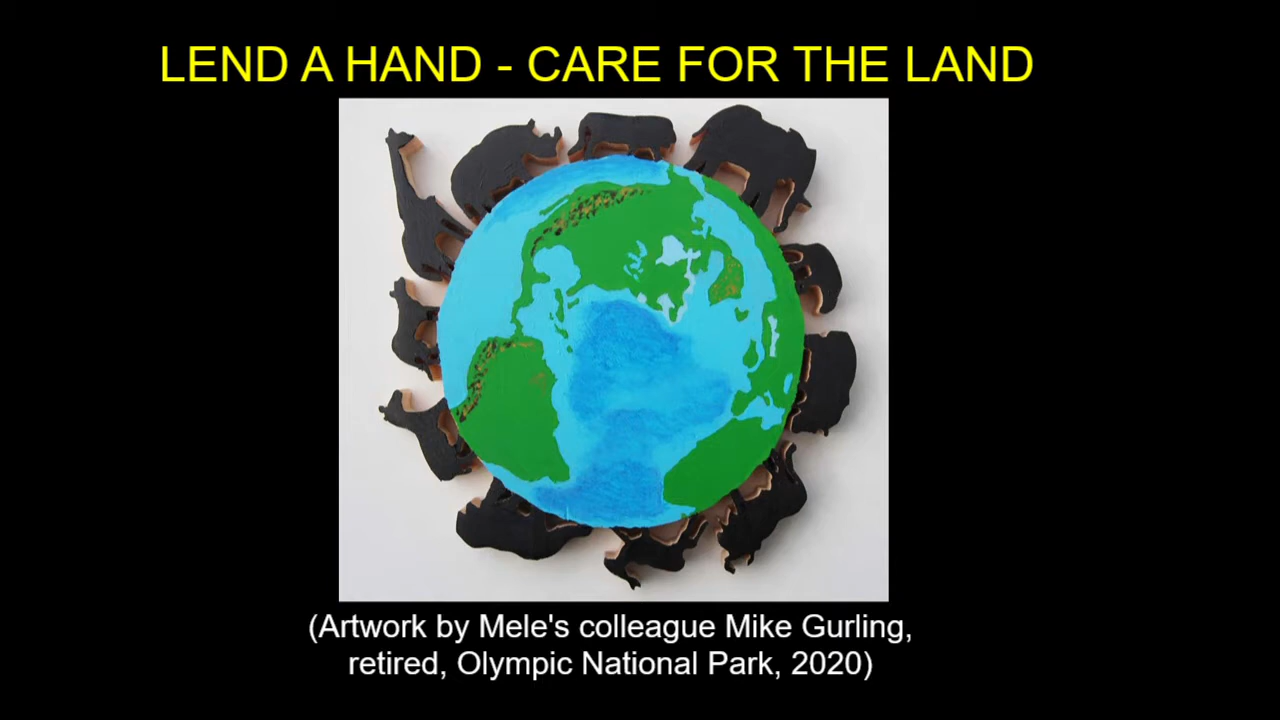 LEND A HAND - CARE FOR THE LAND
(Artwork by Mele's colleague Mike Gurling,
retired, Olympic National Park, 2020)